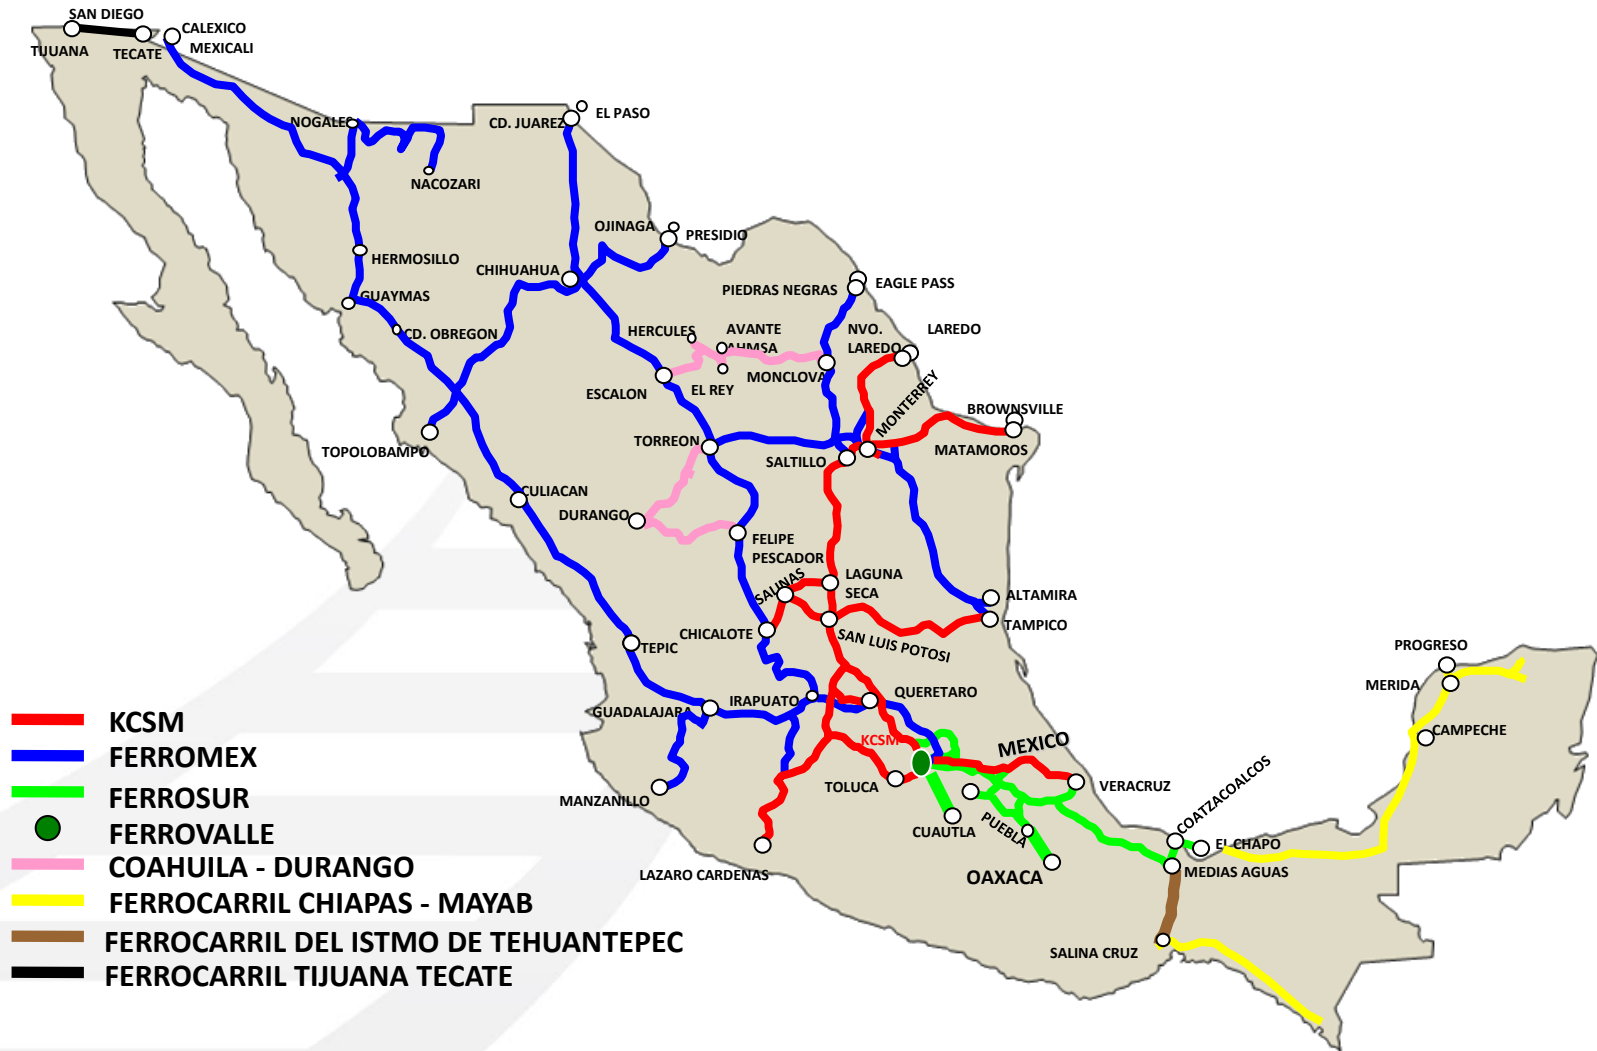 SAN DIEGO
TIJUANA
TECATE
CALEXICO
MEXICALI
NOGALES
NACOZARI
CD. JUAREZ
EL PASO
OJINAGA
PRESIDIO
HERMOSILLO
CHIHUAHUA
GUAYMAS
CD. OBREGON
PIEDRAS NEGRAS
EAGLE PASS
HERCULES
AVANTE
AHMSA
NVO.
LAREDO
LAREDO
EL REY
MONCLOVA
ESCALON
MONTERREY
BROWNSVILLE
MATAMOROS
TOPOLOBAMPO
TORREON
SALTILLO
CULIACAN
DURANGO
FELIPE
PESCADOR
SALINAS
LAGUNA
SECA
ALTAMIRA
TAMPICO
CHICALOTE
SAN LUIS POTOSI
TEPIC
GUADALAJARA
IRAPUATO
QUERETARO
KCSM
MEXICO
MANZANILLO
TOLUCA
VERACRUZ
CUAUTLA
PUEBLA
COATZACOALCOS
EL CHAPO
LAZARO CARDENAS
OAXACA
MEDIAS AGUAS
SALINA CRUZ
PROGRESO
MERIDA
CAMPECHE
KCSM
FERROMEX
FERROSUR
FERROVALLE
COAHUILA - DURANGO
FERROCARRIL CHIAPAS - MAYAB
FERROCARRIL DEL ISTMO DE TEHUANTEPEC
FERROCARRIL TIJUANA TECATE